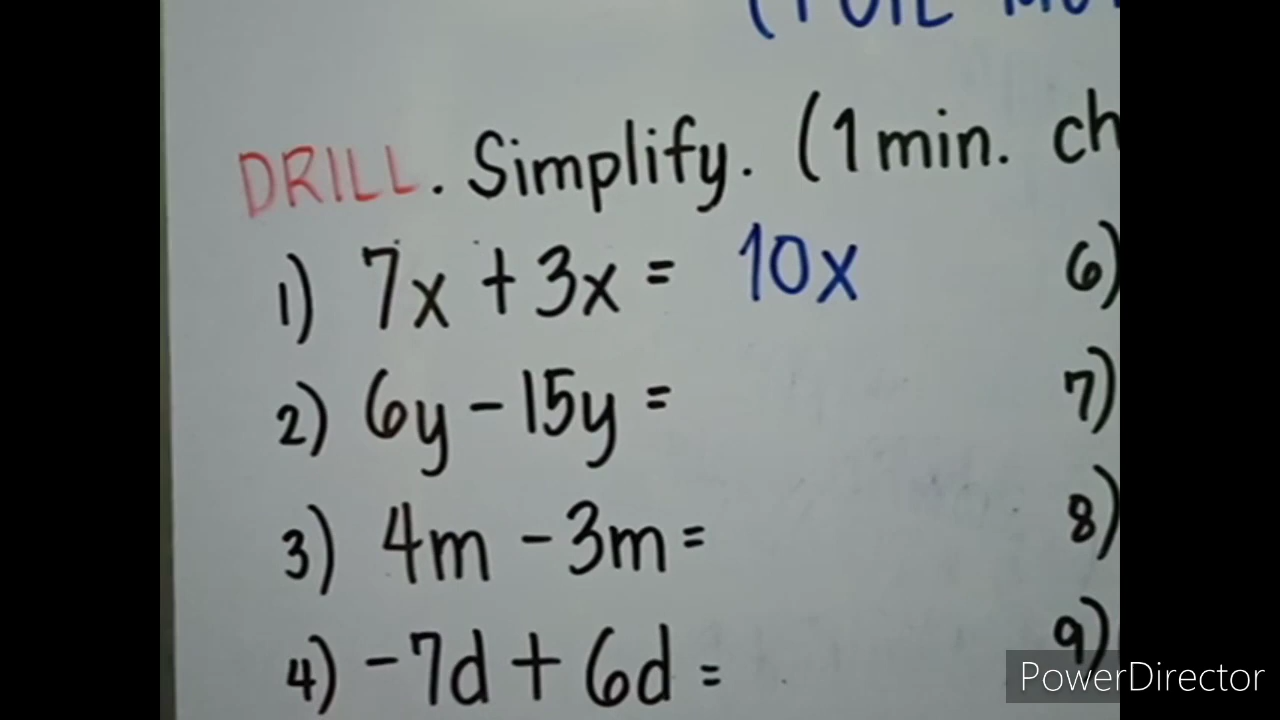 DRILL. Simplify. (1 min.
1) 7x + 3x = 10x
6)
2) 6y - 15y =
7)
3) 4m - 3m =
8)
4) -7d + 6d =
9)
PowerDirector